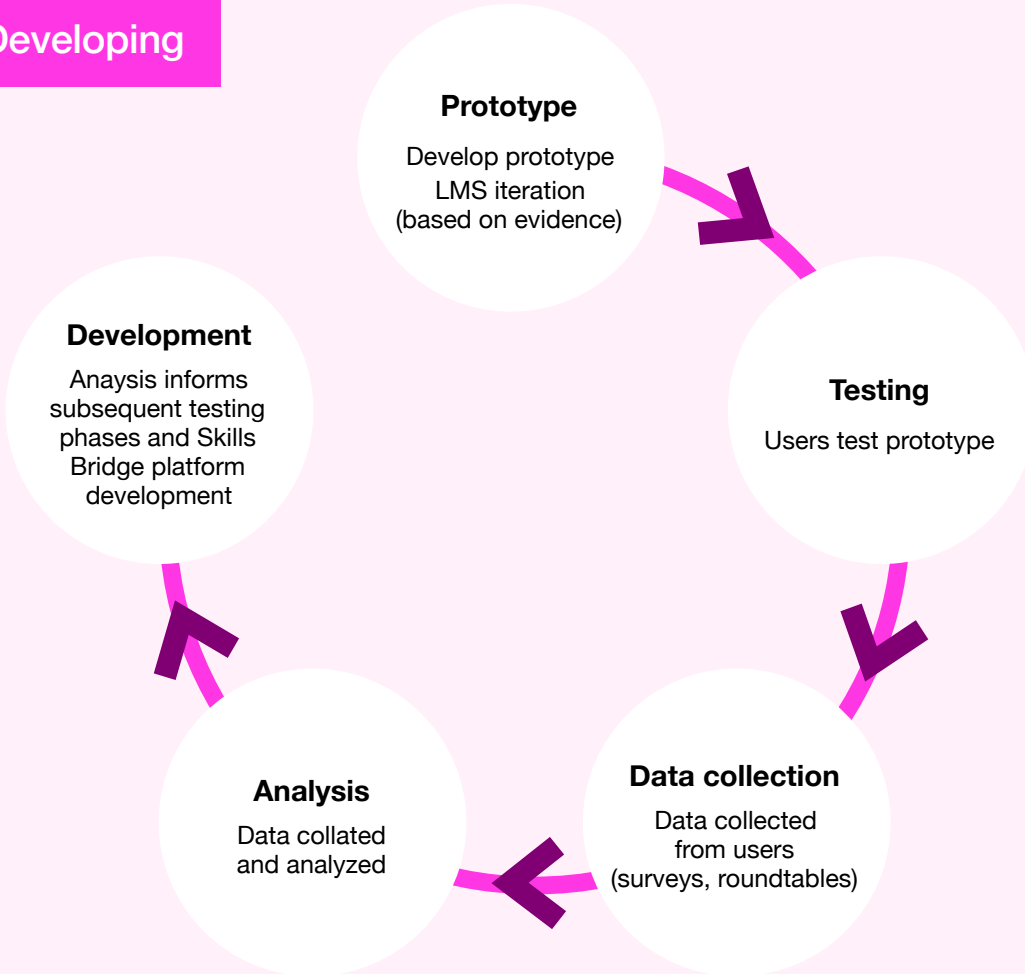 Developing
Prototype
Develop prototype
LMS iteration
(based on evidence)
Testing
Users test prototype
Data collection
Data collected
from users
(surveys, roundtables)
Analysis
Data collated
and analyzed
Development
Anaysis informs
subsequent testing
phases and Skills
Bridge platform
development